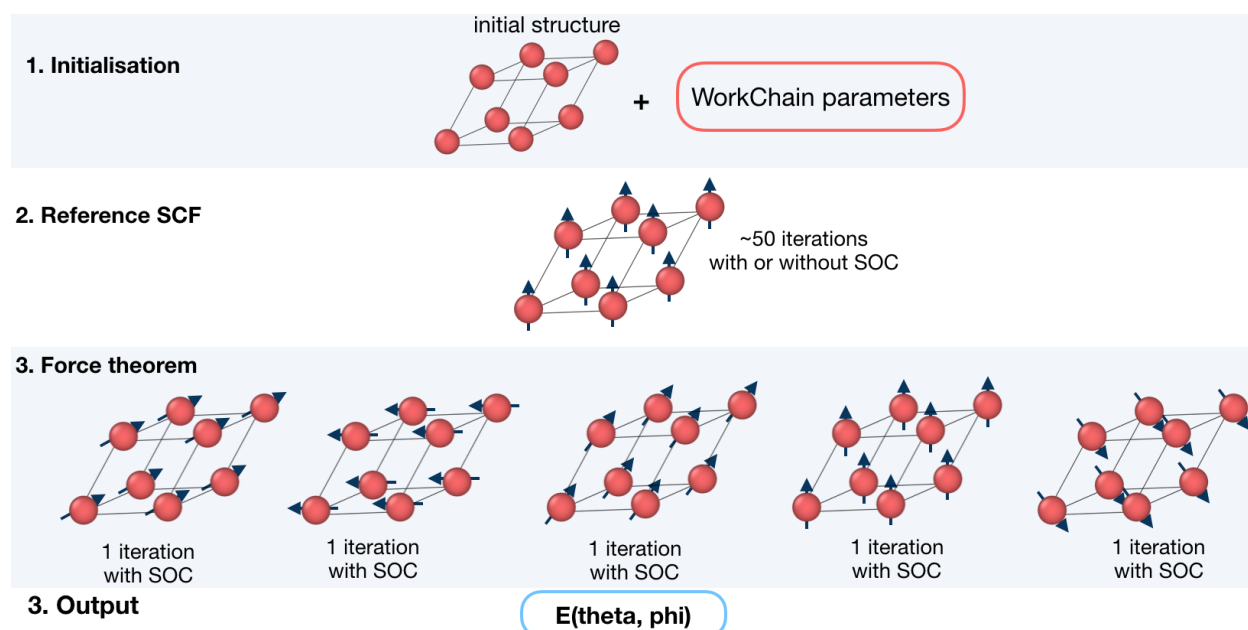 initial structure
1. Initialisation
+
WorkChain parameters
2. Reference SCF
~50 iterations
with or without SOC
3. Force theorem
1 iteration
with SOC
1 iteration
with SOC
1 iteration
with SOC
1 iteration
with SOC
1 iteration
with SOC
3. Output
E(theta, phi)